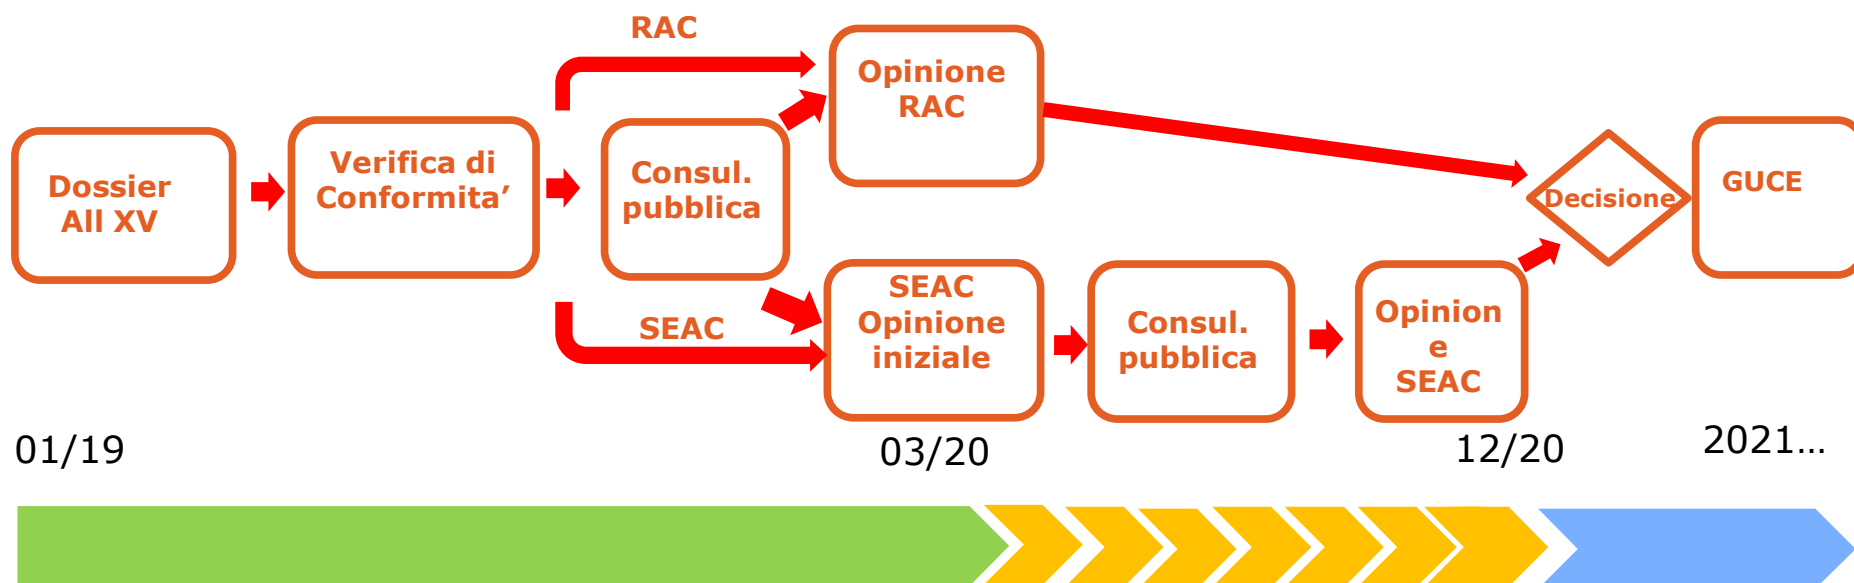 RAC
Opinione
RAC
Dossier
All XV
Verifica di
Conformita’
Consul.
pubblica
Decisione
GUCE
SEAC
SEAC
Opinione
iniziale
Consul.
pubblica
Opinion
e
SEAC
01/19
03/20
12/20
2021…